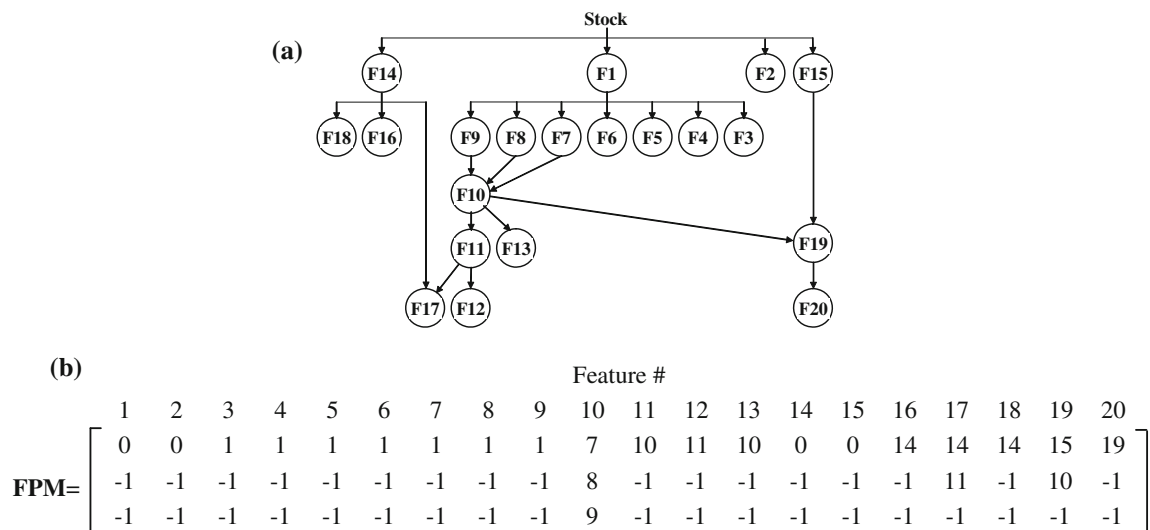 Stock
(a)
F14 F1 F2 F15
F18 F16 F9 F8 F7 F6 F5 F4 F3
F10
F11 F13 F19
F17 F12 F20
(b)
Feature #
1 2 3 4 5 6 7 8 9 10 11 12 13 14 15 16 17 18 19 20
0 0 1 1 1 1 1 1 1 7 10 11 10 0 0 14 14 14 15 19
FPM= -1 -1 -1 -1 -1 -1 -1 -1 -1 8 -1 -1 -1 -1 -1 -1 11 -1 10 -1
-1 -1 -1 -1 -1 -1 -1 -1 -1 9 -1 -1 -1 -1 -1 -1 -1 -1 -1 -1